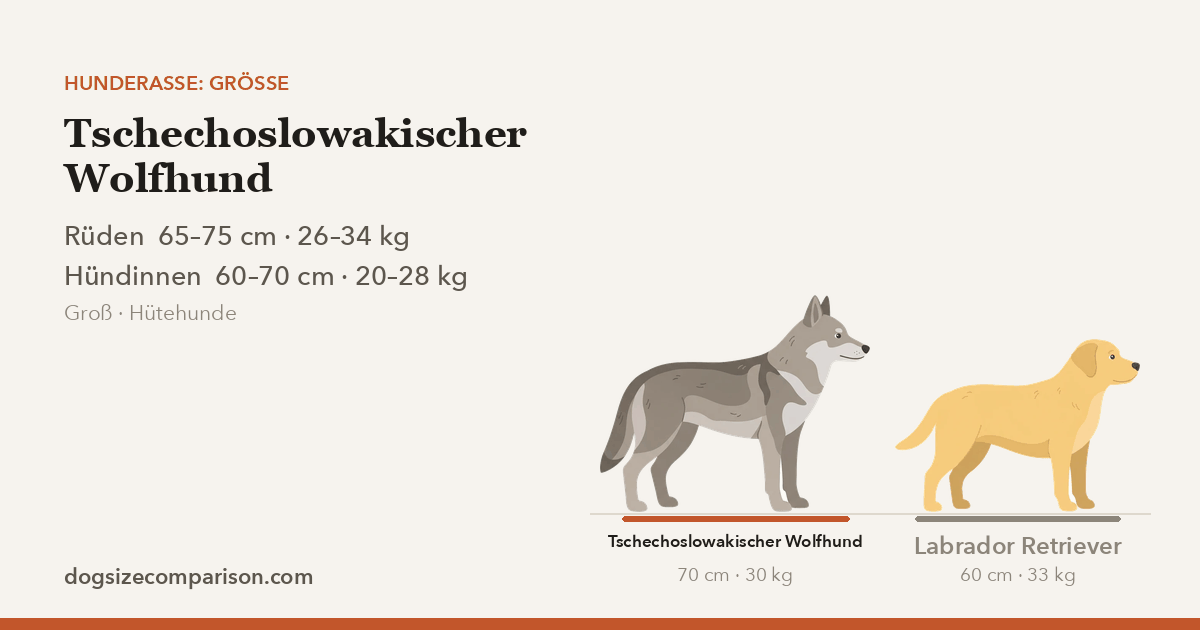 HUNDERASSE: GRÖSSE
Tschechoslowakischer
Wolfhund
Rüden 65–75 cm · 26–34 kg
Hündinnen 60–70 cm · 20–28 kg
Groß · Hütehunde
Tschechoslowakischer Wolfhund
70 cm · 30 kg
Labrador Retriever
60 cm · 33 kg
dogsizecomparison.com